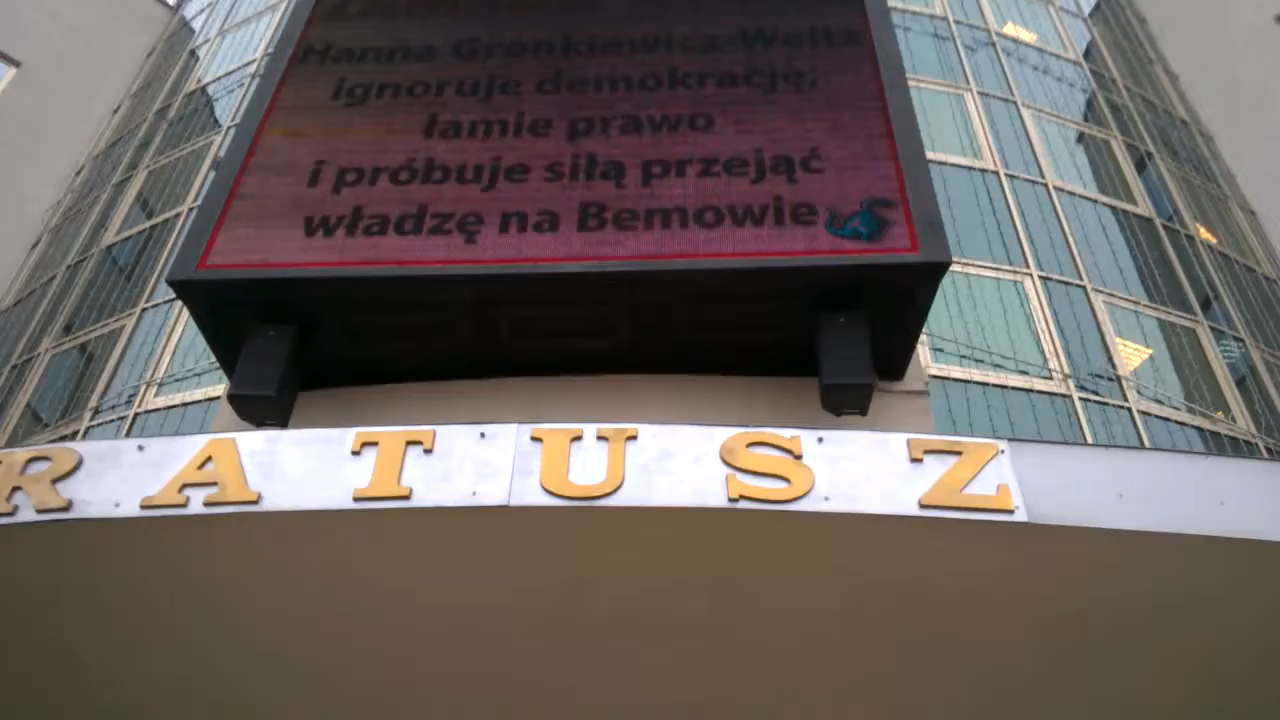 Hanna Gronkiewicz-Waltz
ignoruje demokrację,
łamie prawo
i próbuje siłą przejąć
władzę na Bemowie
RATUSZ